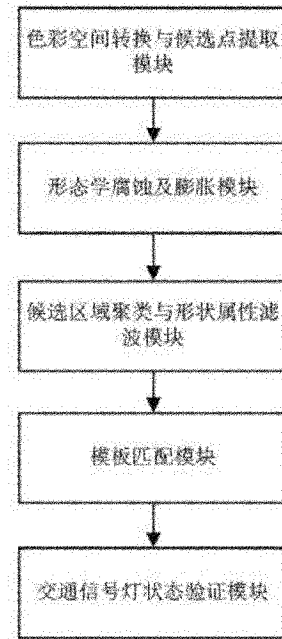 色彩空间转换与候选点提取
模块
形态学腐蚀及膨胀模块
候选区域聚类与形状属性滤
波模块
模板匹配模块
交通信号灯状态验证模块